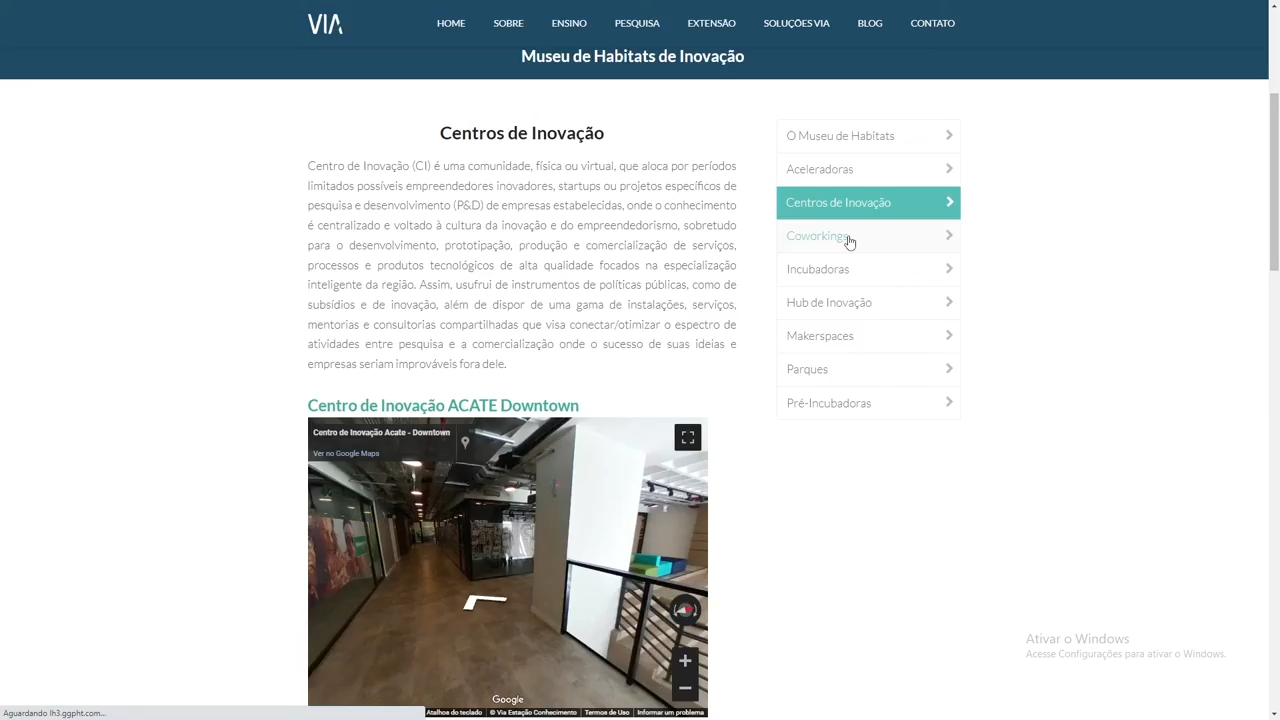 VIA
HOME SOBRE ENSINO PESQUISA EXTENSÃO SOLUÇÕES VIA BLOG CONTATO
Museu de Habitats de Inovação
Centros de Inovação
Centro de Inovação (CI) é uma comunidade, física ou virtual, que aloca por períodos
limitados possíveis empreendedores inovadores, startups ou projetos específicos de
pesquisa e desenvolvimento (P&D) de empresas estabelecidas, onde o conhecimento
é centralizado e voltado à cultura da inovação e do empreendedorismo, sobretudo
para o desenvolvimento, prototipação, produção e comercialização de serviços,
processos e produtos tecnológicos de alta qualidade focados na especialização
inteligente da região. Assim, usufrui de instrumentos de políticas públicas, como de
subsídios e de inovação, além de dispor de uma gama de instalações, serviços,
mentorias e consultorias compartilhadas que visa conectar/otimizar o espectro de
atividades entre pesquisa e a comercialização onde o sucesso de suas ideias e
empresas seriam improváveis fora dele.
O Museu de Habitats
Aceleradoras
Centros de Inovação
Coworkings
Incubadoras
Hub de Inovação
Makerspaces
Parques
Pré-Incubadoras
Centro de Inovação ACATE Downtown
Centro de Inovação Acate - Downtown
Ver no Google Maps
Google
Atalhos do teclado © Via Estação Conhecimento Termos de Uso Informar um problema
Ativar o Windows
Acesse Configurações para ativar o Windows.
Aguardando lh3.ggpht.com...